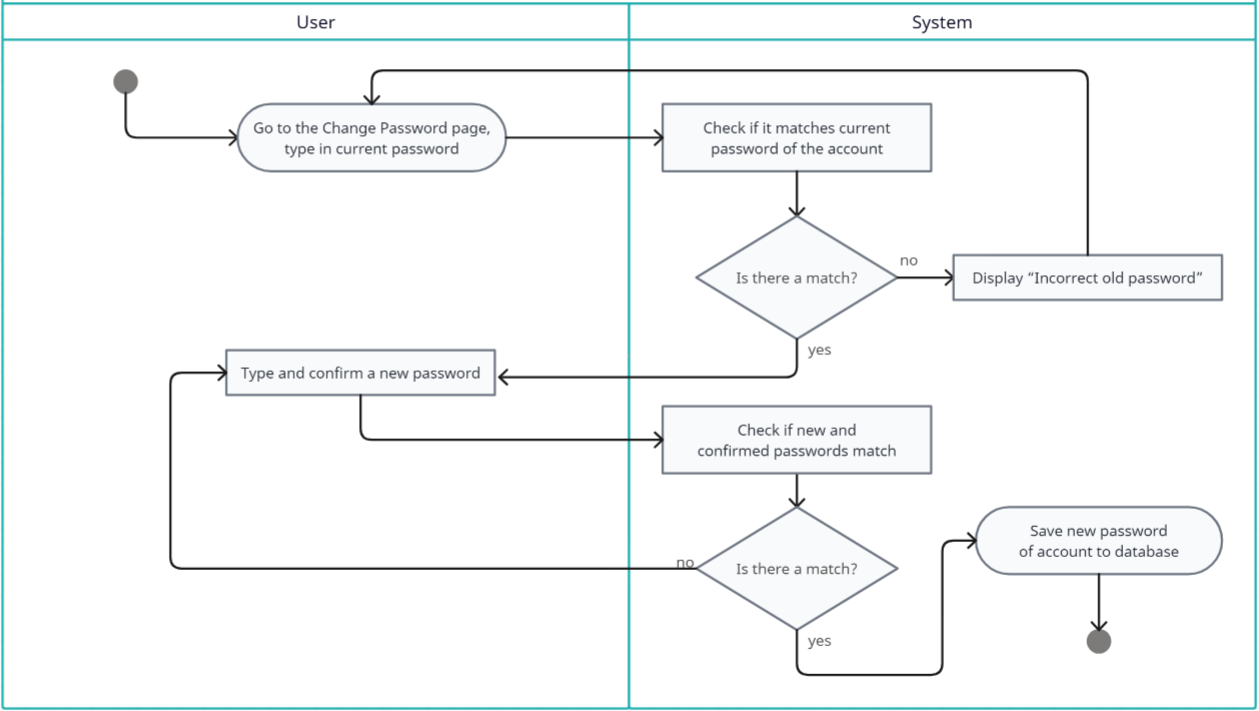 User
System
Go to the Change Password page,
type in current password
Check if it matches current
password of the account
Is there a match?
no
Display “Incorrect old password”
yes
Type and confirm a new password
Check if new and
confirmed passwords match
Is there a match?
no
Save new password
of account to database
yes